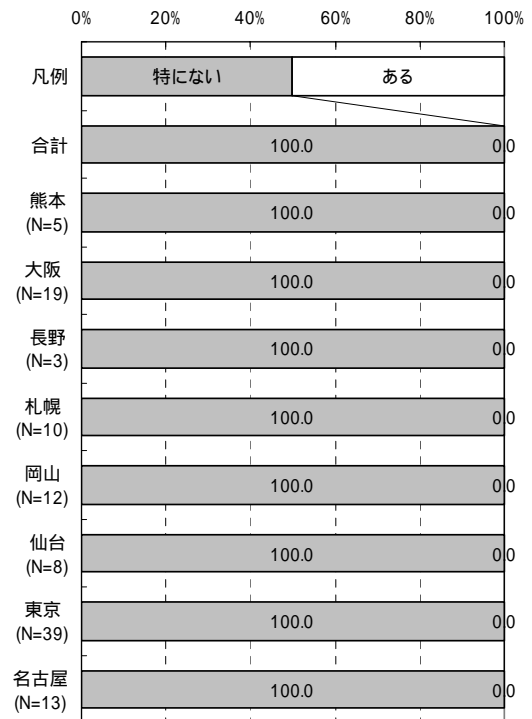 0% 20% 40% 60% 80% 100%
凡例 特にない ある
合計 100.0 0.0
熊本
(N=5) 100.0 0.0
大阪
(N=19) 100.0 0.0
長野
(N=3) 100.0 0.0
札幌
(N=10) 100.0 0.0
岡山
(N=12) 100.0 0.0
仙台
(N=8) 100.0 0.0
東京
(N=39) 100.0 0.0
名古屋
(N=13) 100.0 0.0